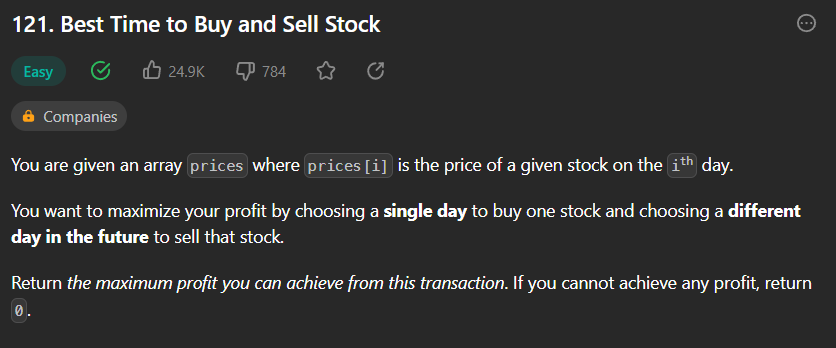 121. Best Time to Buy and Sell Stock
Easy 24.9K 784
Companies
You are given an array prices where prices[i] is the price of a given stock on the ith day.
You want to maximize your profit by choosing a single day to buy one stock and choosing a different
day in the future to sell that stock.
Return the maximum profit you can achieve from this transaction. If you cannot achieve any profit, return
0.